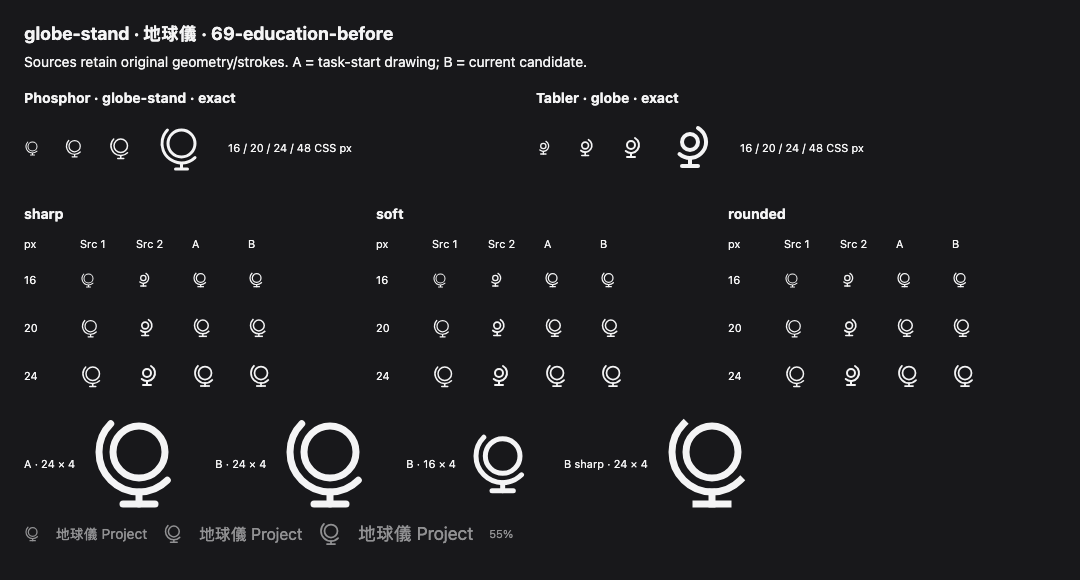 globe-stand · 地球儀 · 69-education-before
Sources retain original geometry/strokes. A = task-start drawing; B = current candidate.
Phosphor · globe-stand · exact
16 / 20 / 24 / 48 CSS px
Tabler · globe · exact
16 / 20 / 24 / 48 CSS px
sharp
px Src 1 Src 2 A B
16
20
24
soft
px Src 1 Src 2 A B
16
20
24
rounded
px Src 1 Src 2 A B
16
20
24
A · 24 × 4
B · 24 × 4
B · 16 × 4
B sharp · 24 × 4
地球儀 Project 地球儀 Project 地球儀 Project 55%